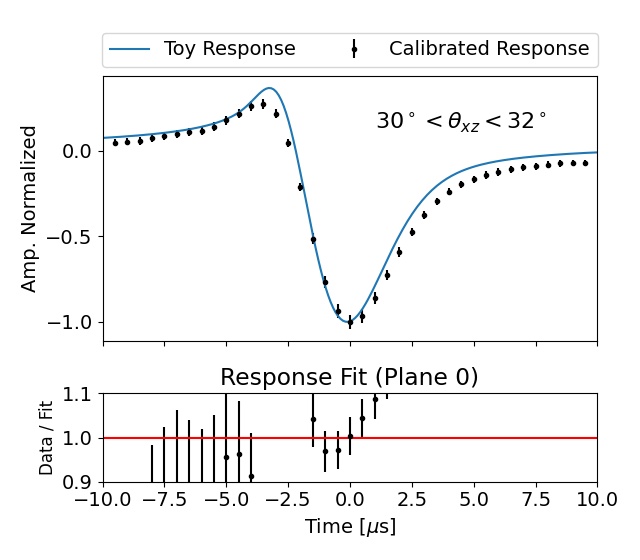 Toy Response Calibrated Response
30° < θxz < 32°
Amp. Normalized
0.0
−0.5
−1.0
Response Fit (Plane 0)
Data / Fit
1.1
1.0
0.9
−10.0 −7.5 −5.0 −2.5 0.0 2.5 5.0 7.5 10.0
Time [μs]